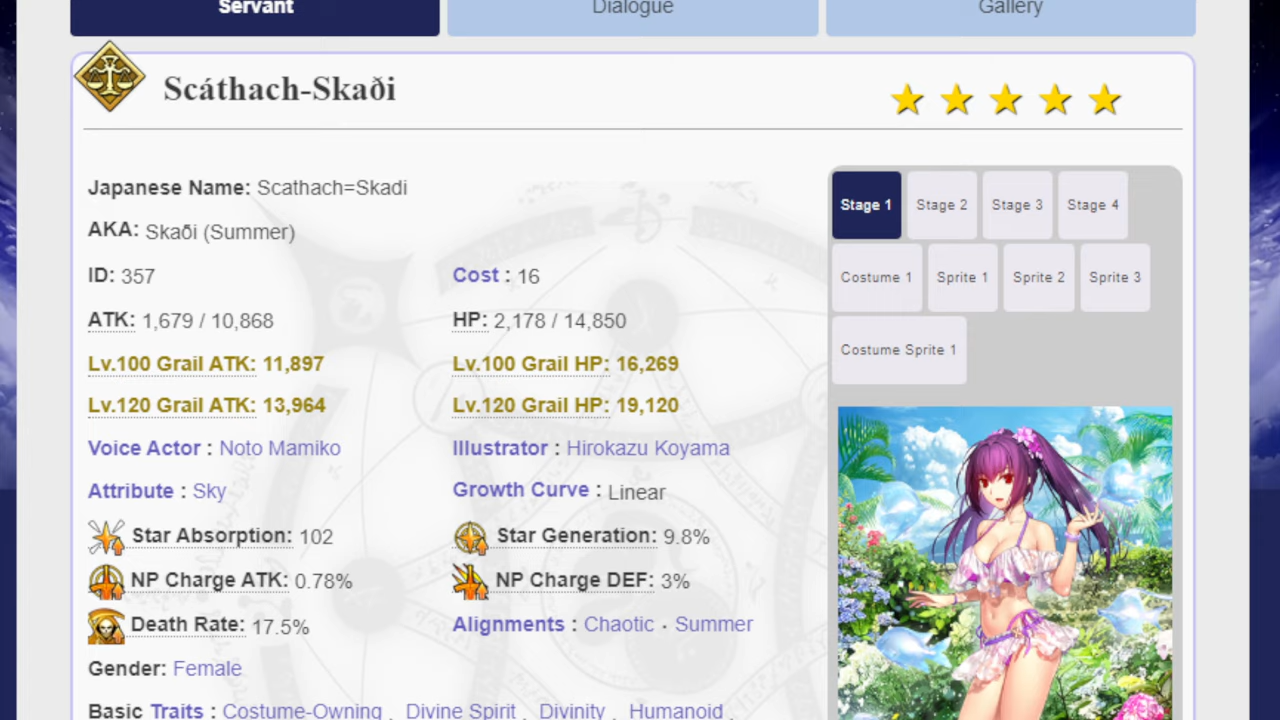 Servant Dialogue Gallery
Scáthach-Skaði
Japanese Name: Scathach=Skadi
AKA: Skaði (Summer)
ID: 357 Cost : 16
ATK: 1,679 / 10,868 HP: 2,178 / 14,850
Lv.100 Grail ATK: 11,897 Lv.100 Grail HP: 16,269
Lv.120 Grail ATK: 13,964 Lv.120 Grail HP: 19,120
Voice Actor : Noto Mamiko Illustrator : Hirokazu Koyama
Attribute : Sky Growth Curve : Linear
Star Absorption: 102 Star Generation: 9.8%
NP Charge ATK: 0.78% NP Charge DEF: 3%
Death Rate: 17.5% Alignments : Chaotic · Summer
Gender: Female
Basic Traits : Costume-Owning , Divine Spirit , Divinity , Humanoid ,
Stage 1 Stage 2 Stage 3 Stage 4
Costume 1 Sprite 1 Sprite 2 Sprite 3
Costume Sprite 1